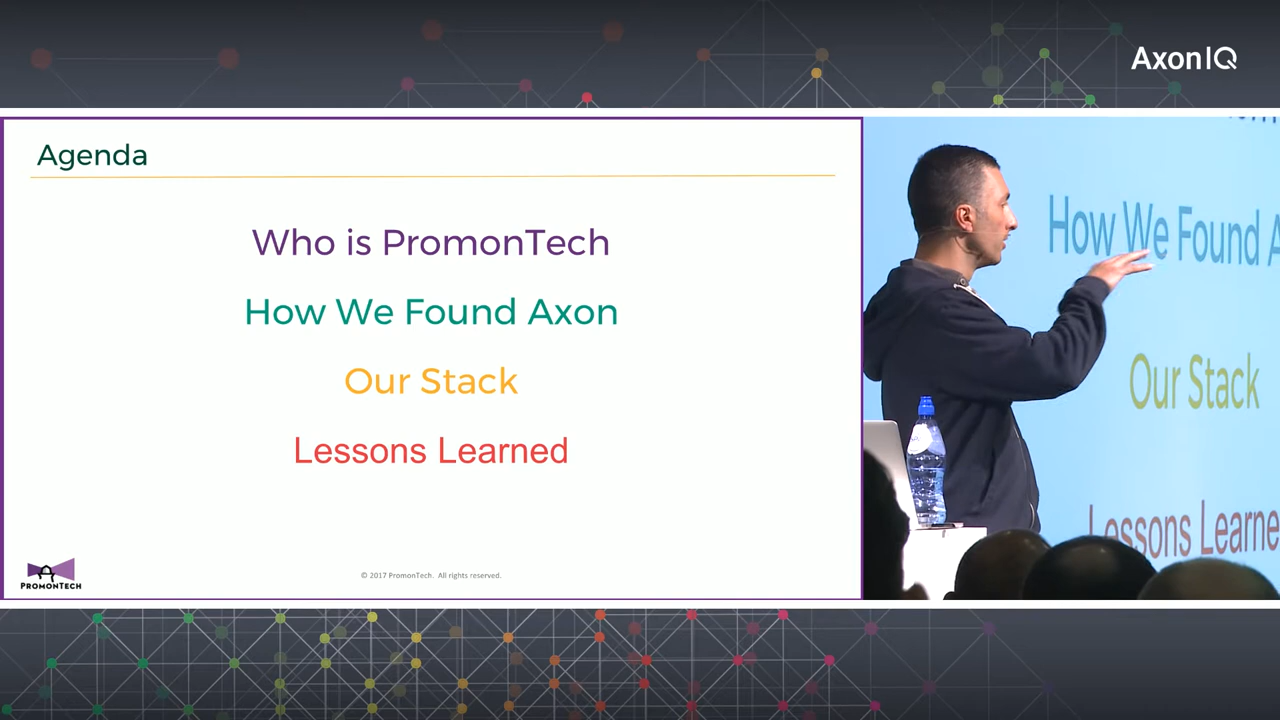 AxonIQ
Agenda
Who is PromonTech
How We Found Axon
Our Stack
Lessons Learned
PROMONTECH
© 2017 PromonTech. All rights reserved.
How We Found A
Our Stack
Lessons Learne